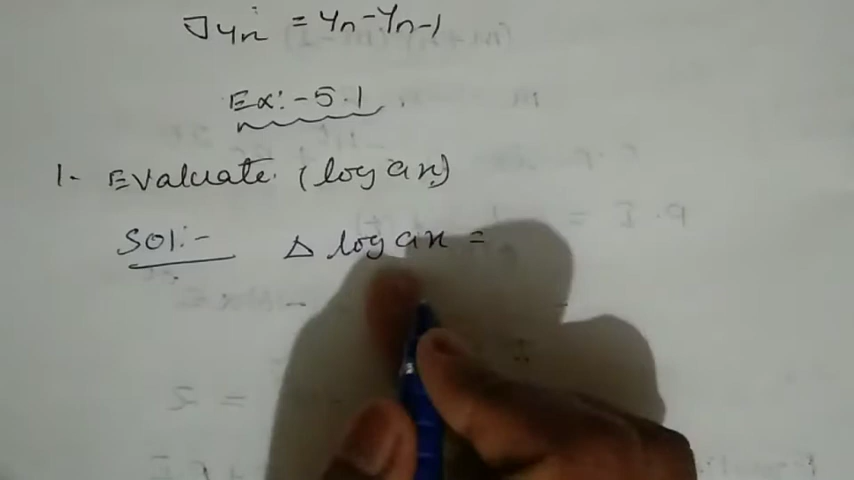 ∇yn = yn-yn-1
Ex:-5.1
1. Evaluate (log ax)
Sol:- Δ log ax =